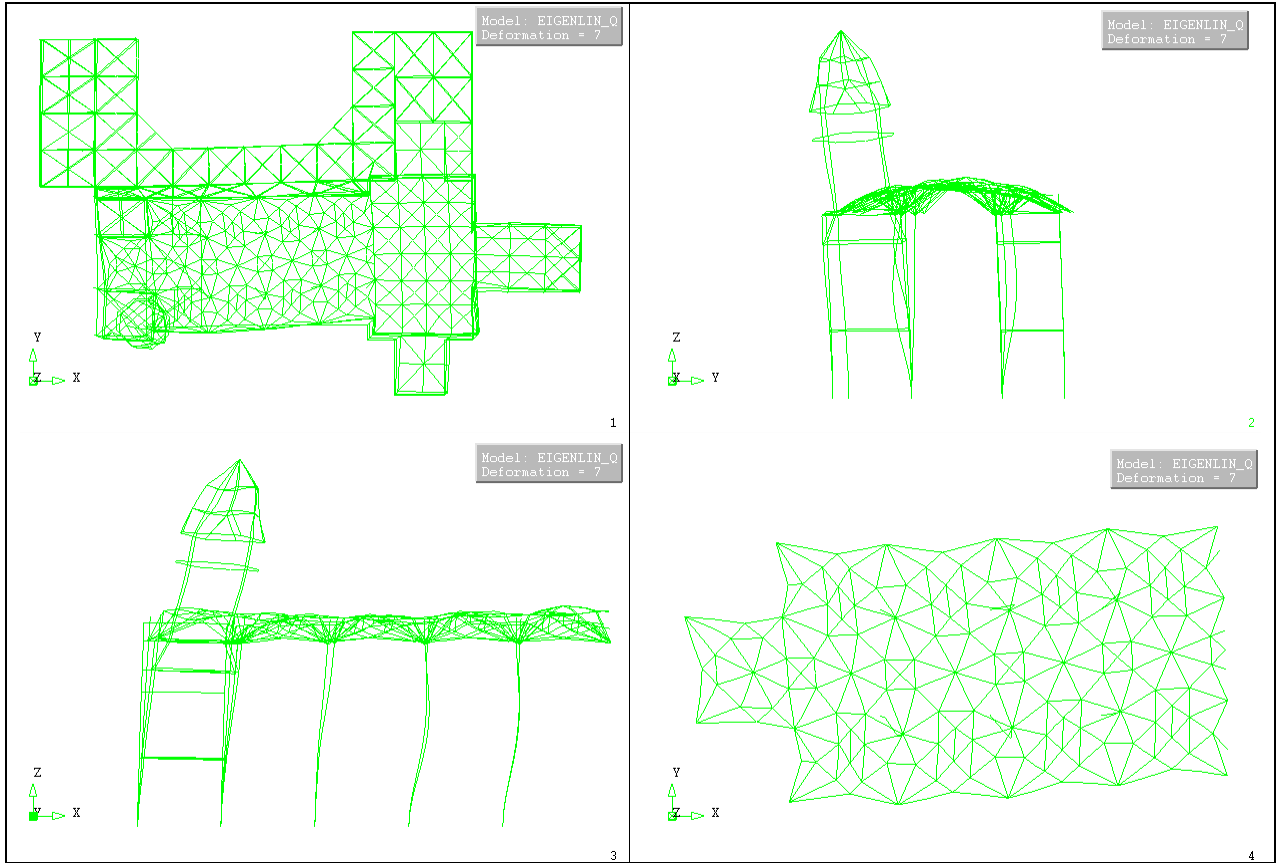 Model: EIGENLIN_Q
Deformation = 7
Y
Z
X
1
Model: EIGENLIN_Q
Deformation = 7
Z
X
Y
2
Model: EIGENLIN_Q
Deformation = 7
Z
Y
X
3
Model: EIGENLIN_Q
Deformation = 7
Y
Z
X
4